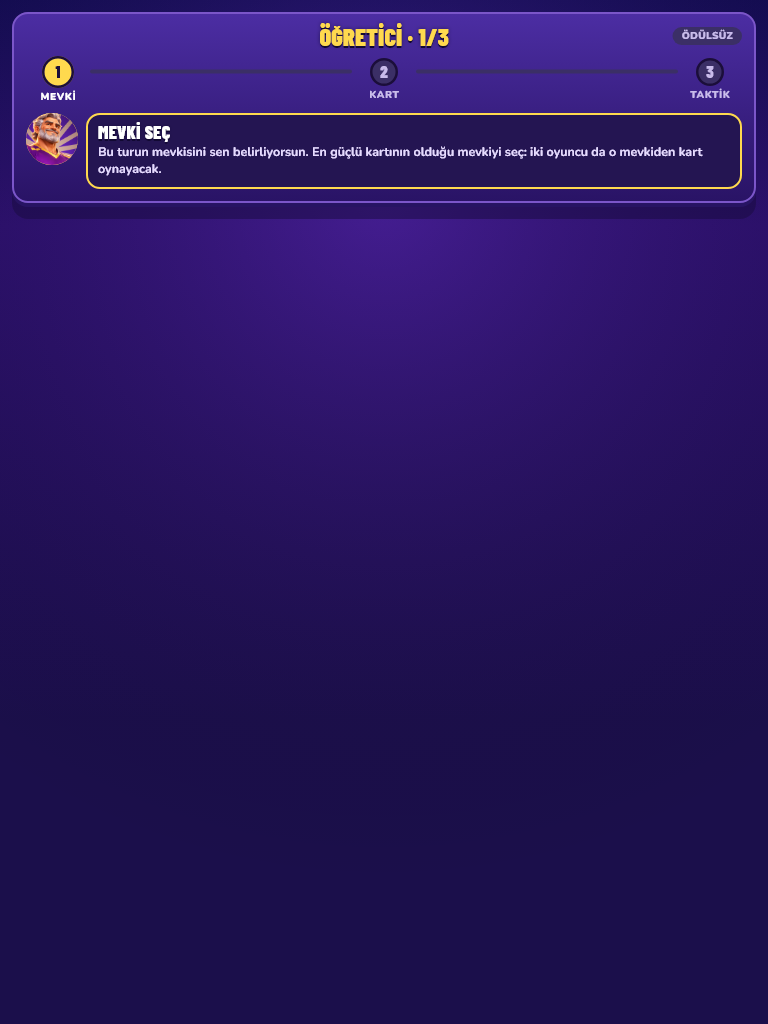 ÖĞRETİCİ · 1/3
ÖDÜLSÜZ
1
2
3
MEVKİ
KART
TAKTİK
MEVKİ SEÇ
Bu turun mevkisini sen belirliyorsun. En güçlü kartının olduğu mevkiyi seç: iki oyuncu da o mevkiden kart
oynayacak.